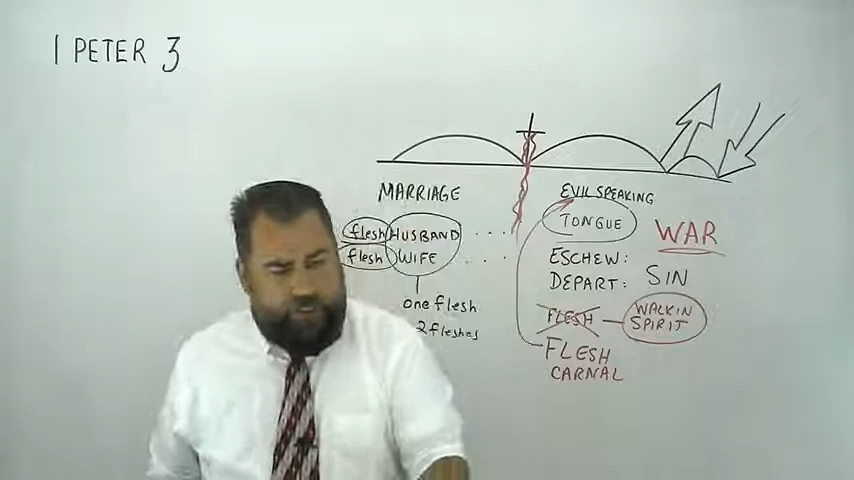 1 PETER 3
MARRIAGE
flesh HUSBAND
flesh WIFE
one flesh
2 fleshes
EVIL SPEAKING
TONGUE
WAR
ESCHEW:
DEPART: SIN
FLESH
WALK IN
SPIRIT
FLESH
CARNAL